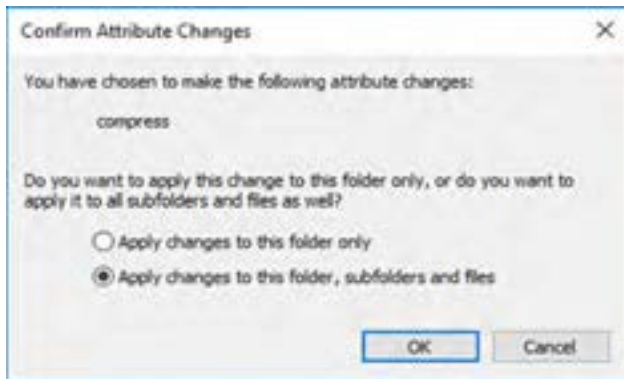 Confirm Attribute Changes
You have chosen to make the following attribute changes:
compress
Do you want to apply this change to this folder only, or do you want to
apply it to all subfolders and files as well?
Apply changes to this folder only
Apply changes to this folder, subfolders and files
OK Cancel